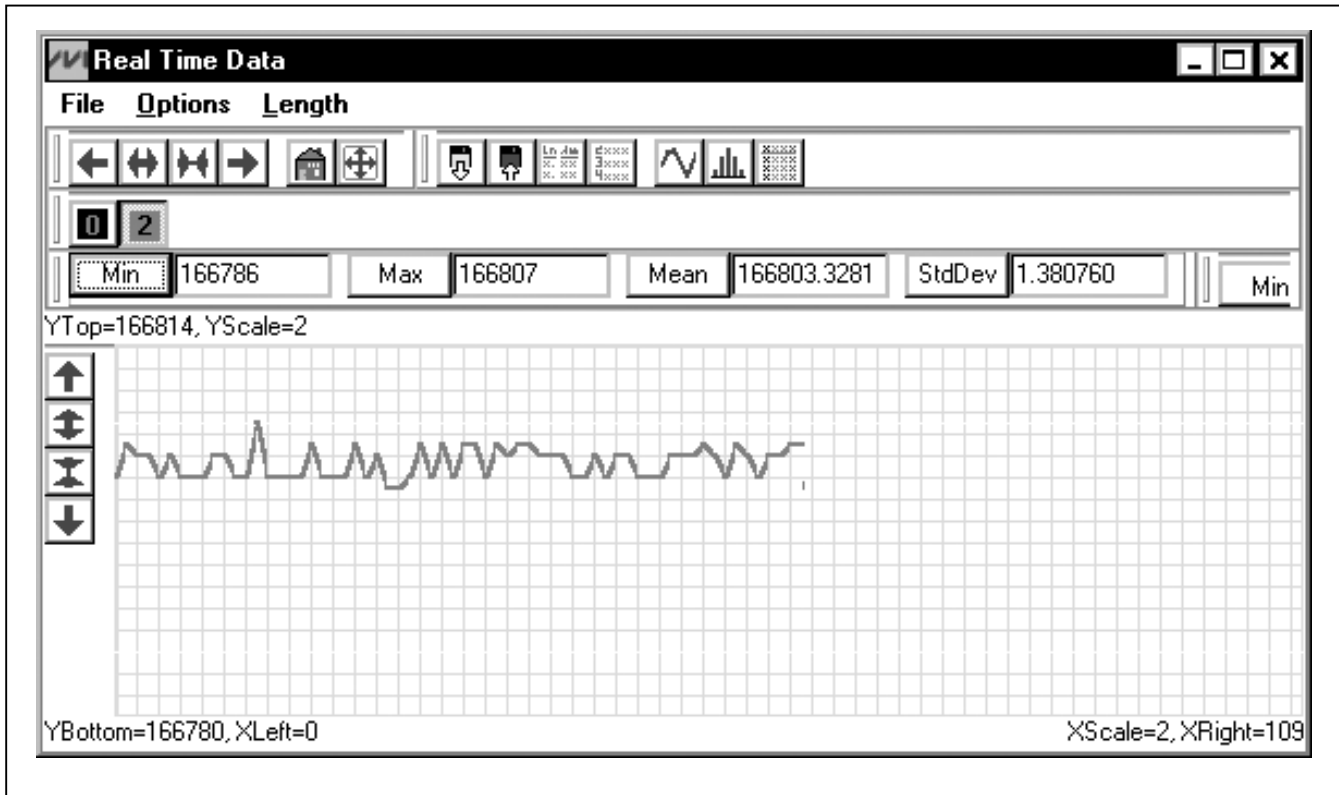 Real Time Data
File Options Length
0 2
Min 166786 Max 166807 Mean 166803.3281 StdDev 1.380760 Min
YTop=166814, YScale=2
YBottom=166780, XLeft=0 XScale=2, XRight=109